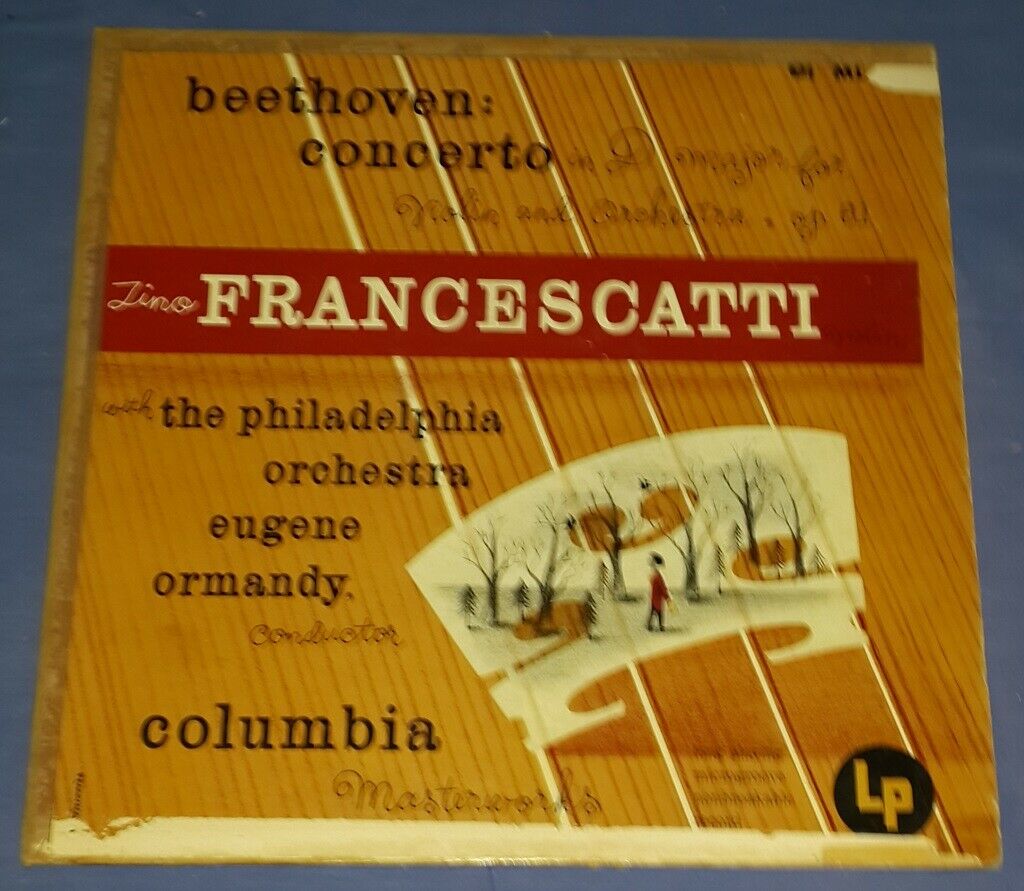 beethoven:
concerto in D major for
Violin and Orchestra, op 61
Zino FRANCESCATTI
with the philadelphia
orchestra
eugene
ormandy,
conductor
columbia
Masterworks
LP